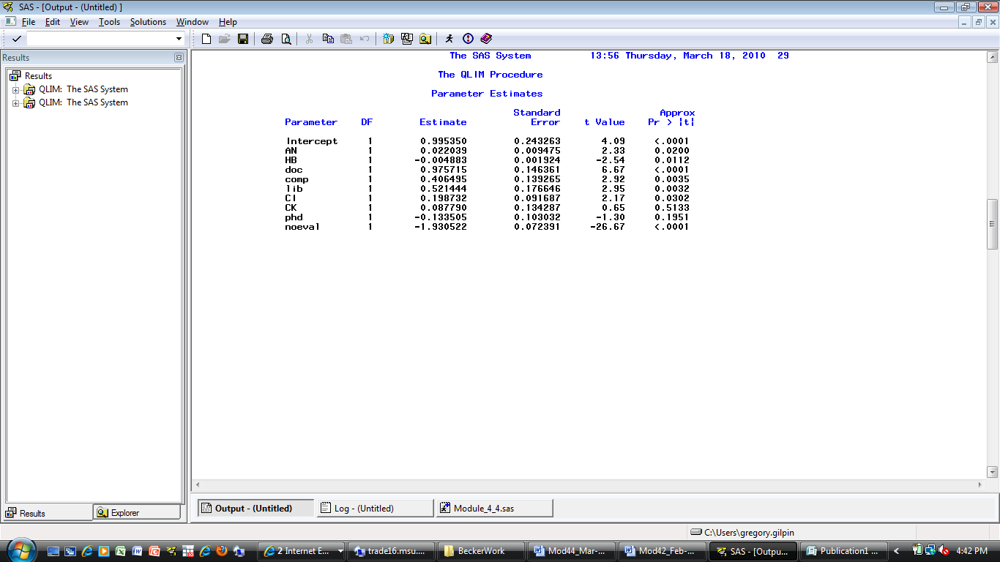 SAS - [Output - (Untitled) ]
File Edit View Tools Solutions Window Help
Results
Results
QLIM: The SAS System
QLIM: The SAS System
The SAS System 13:56 Thursday, March 18, 2010 29
The QLIM Procedure
Parameter Estimates
Standard Approx
Parameter DF Estimate Error t Value Pr > |t|
Intercept 1 0.995350 0.243263 4.09 <.0001
AN 1 0.022039 0.009475 2.33 0.0200
HB 1 -0.004883 0.001924 -2.54 0.0112
doc 1 0.975715 0.146361 6.67 <.0001
comp 1 0.406495 0.139265 2.92 0.0035
lib 1 0.521444 0.176646 2.95 0.0032
CI 1 0.198732 0.091687 2.17 0.0302
CK 1 0.087790 0.134287 0.65 0.5133
phd 1 -0.133505 0.103032 -1.30 0.1951
noeval 1 -1.930522 0.072391 -26.67 <.0001
Results Explorer
Output - (Untitled) Log - (Untitled) Module_4_4.sas
C:\Users\gregory.gilpin
2 Internet E... trade16.msu... BeckerWork Mod44_Mar-... Mod42_Feb-... SAS - [Outpu... Publication1 ... 4:42 PM